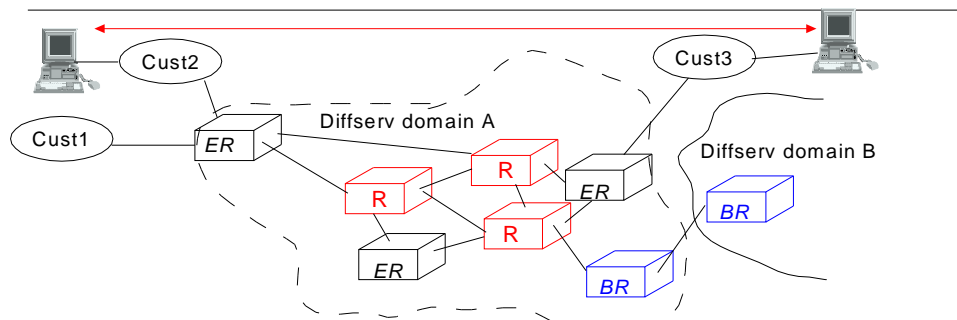 Cust2
Cust3
Cust1
ER
Diffserv domain A
R
Diffserv domain B
R
ER
BR
R
ER
BR